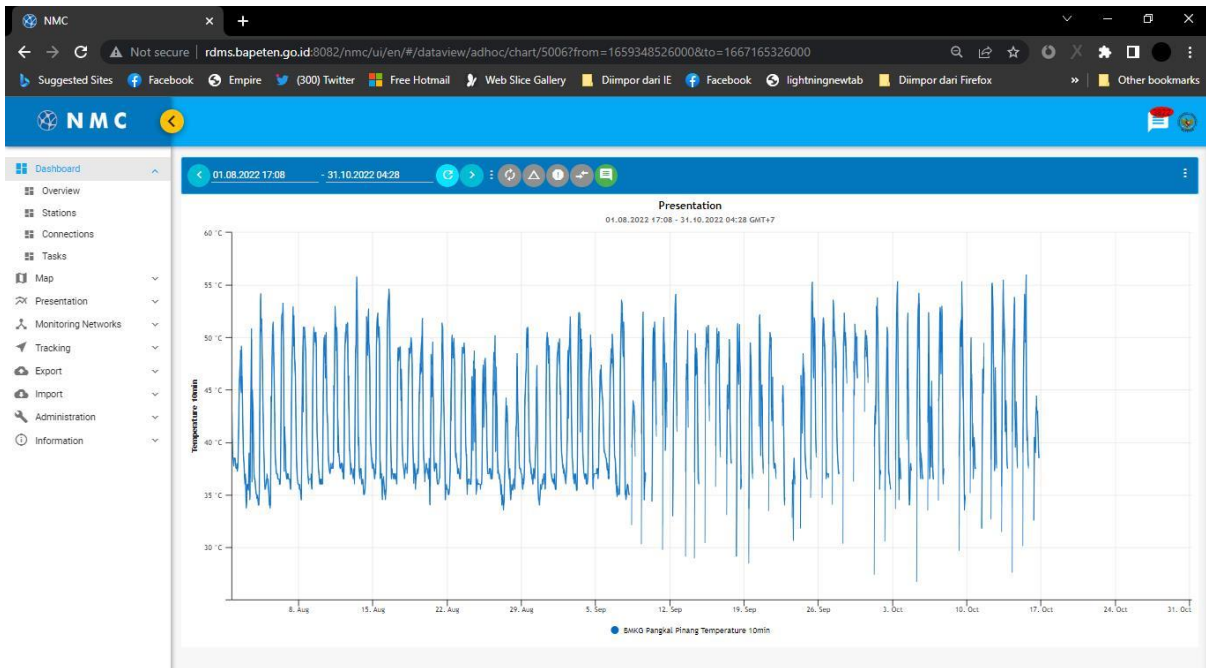 NMC
Not secure | rdms.bapeten.go.id:8082/nmc/ui/en/#/dataview/adhoc/chart/5006?from=1659348526000&to=1667165326000
Suggested Sites Facebook Empire (300) Twitter Free Hotmail Web Slice Gallery Diimpor dari IE Facebook lightningnewtab Diimpor dari Firefox » Other bookmarks
NMC
Dashboard
Overview
Stations
Connections
Tasks
Map
Presentation
Monitoring Networks
Tracking
Export
Import
Administration
Information
01.08.2022 17:08 - 31.10.2022 04:28
Presentation
01.08.2022 17:08 - 31.10.2022 04:28 GMT+7
60 °C
55 °C
50 °C
45 °C
40 °C
35 °C
30 °C
Temperature 10min
8. Aug 15. Aug 22. Aug 29. Aug 5. Sep 12. Sep 19. Sep 26. Sep 3. Oct 10. Oct 17. Oct 24. Oct 31. Oct
BMKG Pangkal Pinang Temperature 10min